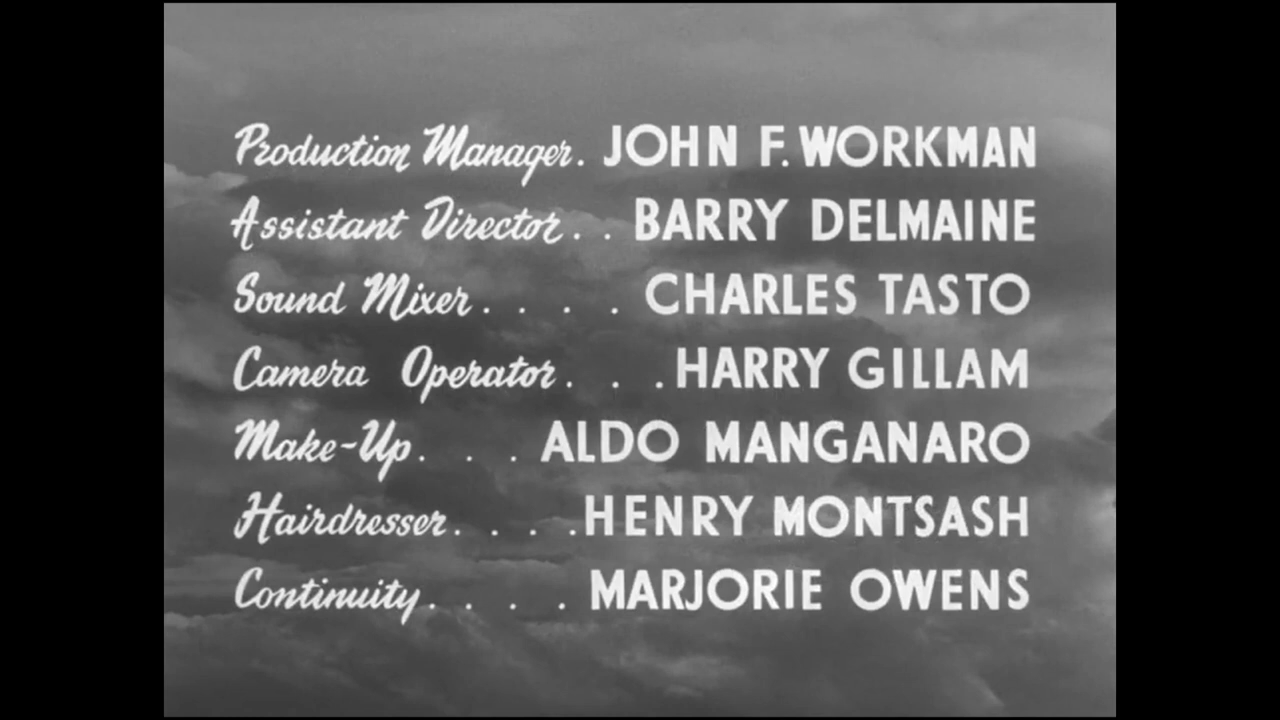 Production Manager. JOHN F. WORKMAN
Assistant Director . . BARRY DELMAINE
Sound Mixer . . . . CHARLES TASTO
Camera Operator . . . HARRY GILLAM
Make-Up . . . ALDO MANGANARO
Hairdresser . . . . HENRY MONTSASH
Continuity . . . . MARJORIE OWENS